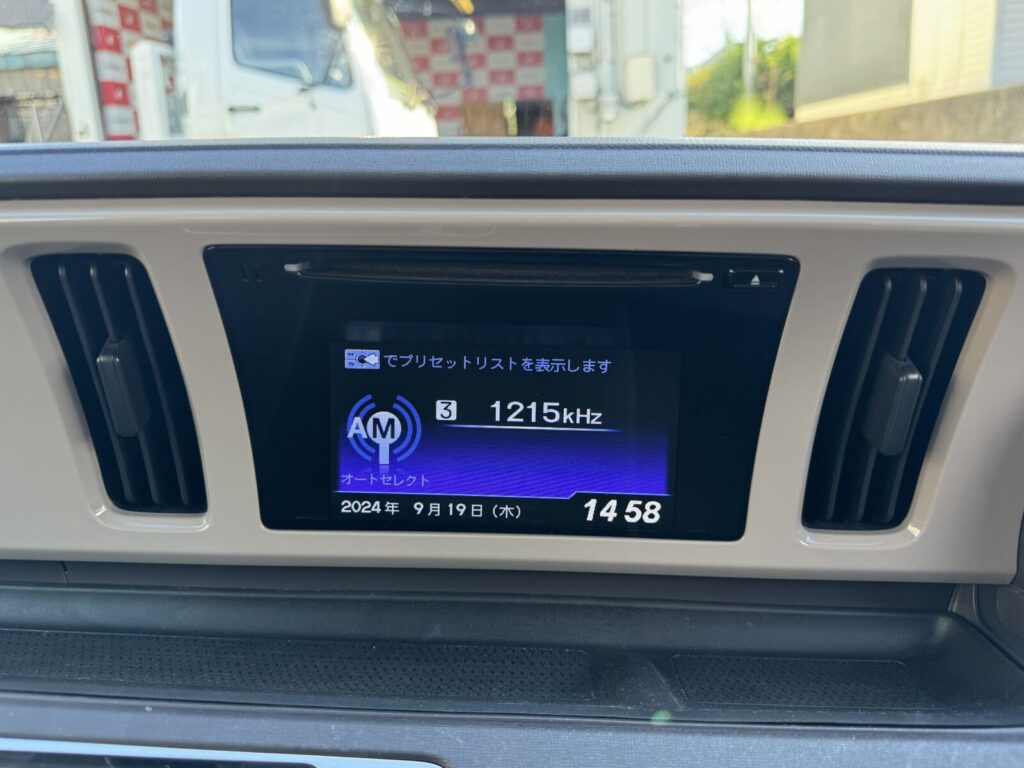 でプリセットリストを表示します
3 1215kHz
AM
オートセレクト
2024年 9月19日(木) 14 58